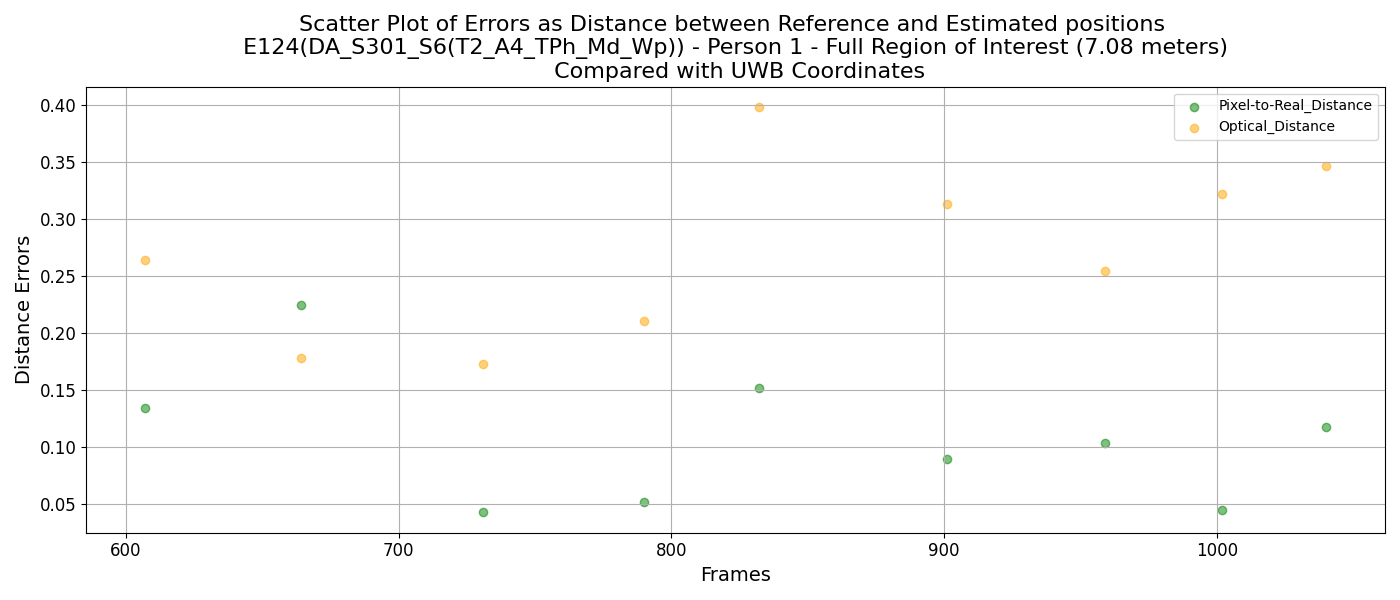 Scatter Plot of Errors as Distance between Reference and Estimated positions
E124(DA_S301_S6(T2_A4_TPh_Md_Wp)) - Person 1 - Full Region of Interest (7.08 meters)
Compared with UWB Coordinates
Pixel-to-Real_Distance
Optical_Distance
Distance Errors
0.40
0.35
0.30
0.25
0.20
0.15
0.10
0.05
600 700 800 900 1000
Frames